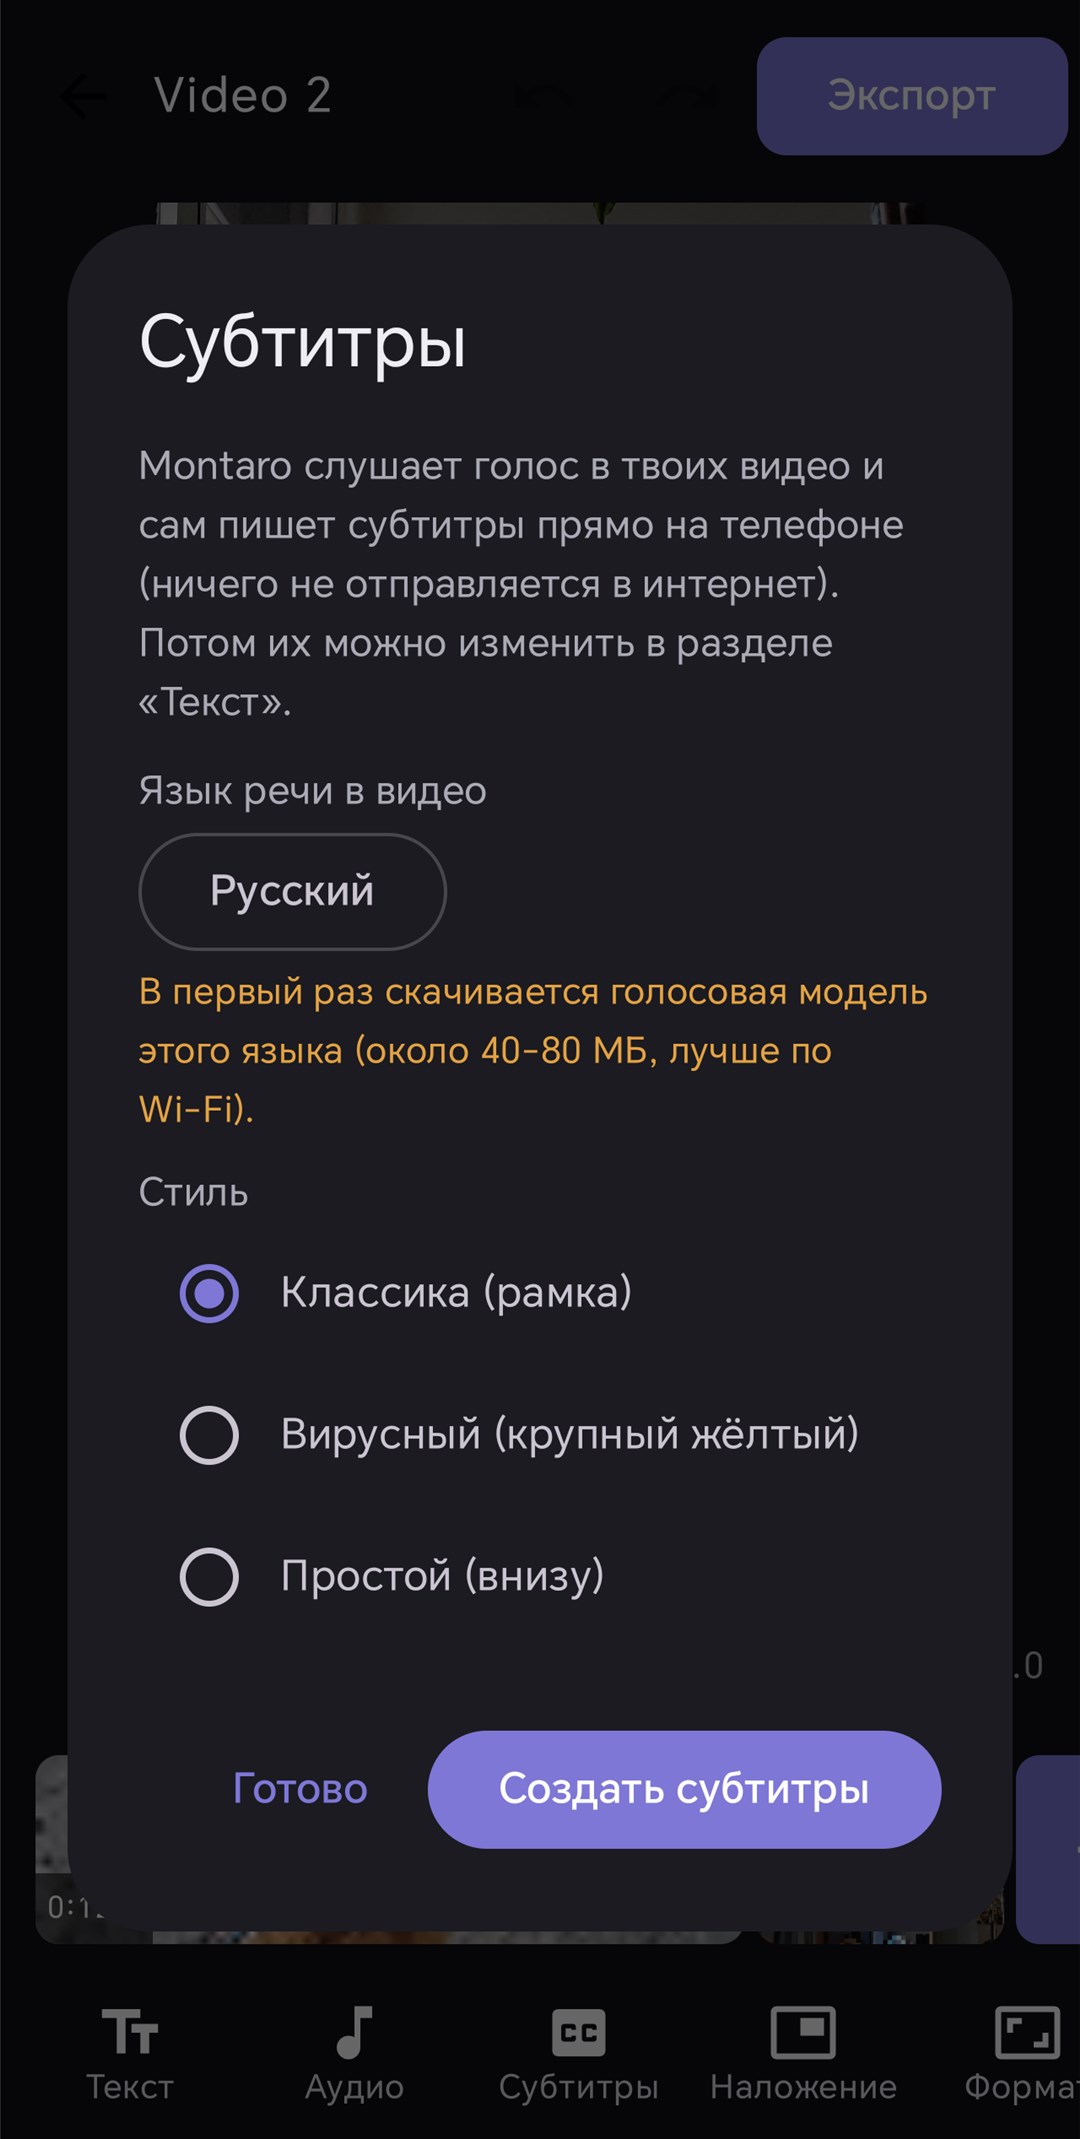 Video 2
Экспорт
Субтитры
Montaro слушает голос в твоих видео и
сам пишет субтитры прямо на телефоне
(ничего не отправляется в интернет).
Потом их можно изменить в разделе
«Текст».
Язык речи в видео
Русский
В первый раз скачивается голосовая модель
этого языка (около 40-80 МБ, лучше по
Wi-Fi).
Стиль
Классика (рамка)
Вирусный (крупный жёлтый)
Простой (внизу)
.0
Готово
Создать субтитры
Текст
Аудио
CC
Субтитры
Наложение
Формат